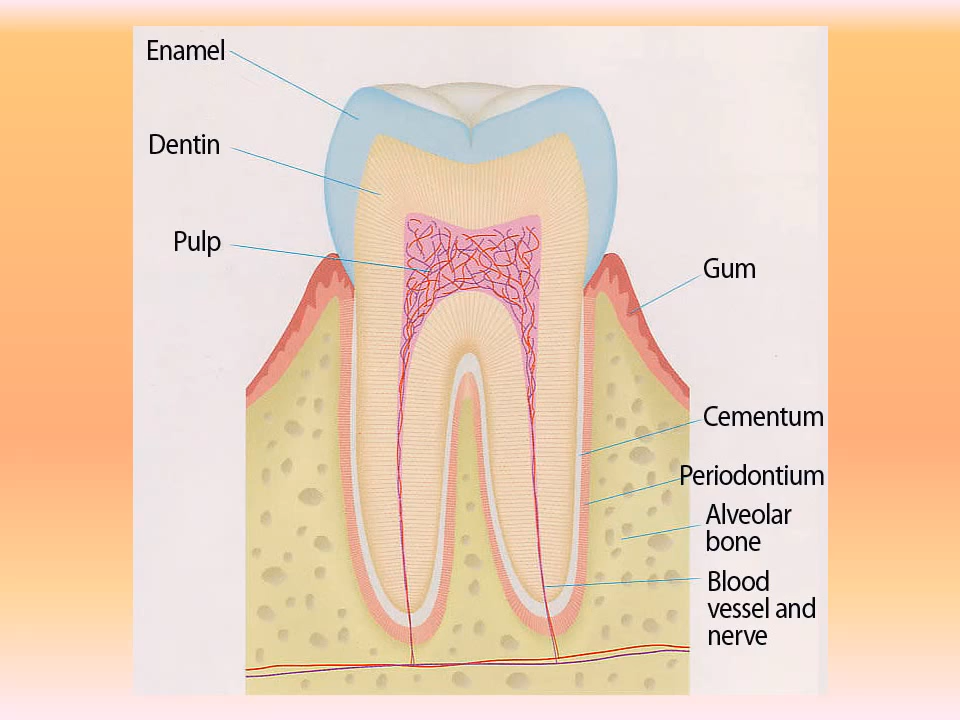 Enamel
Dentin
Pulp
Gum
Cementum
Periodontium
Alveolar
bone
Blood
vessel and
nerve